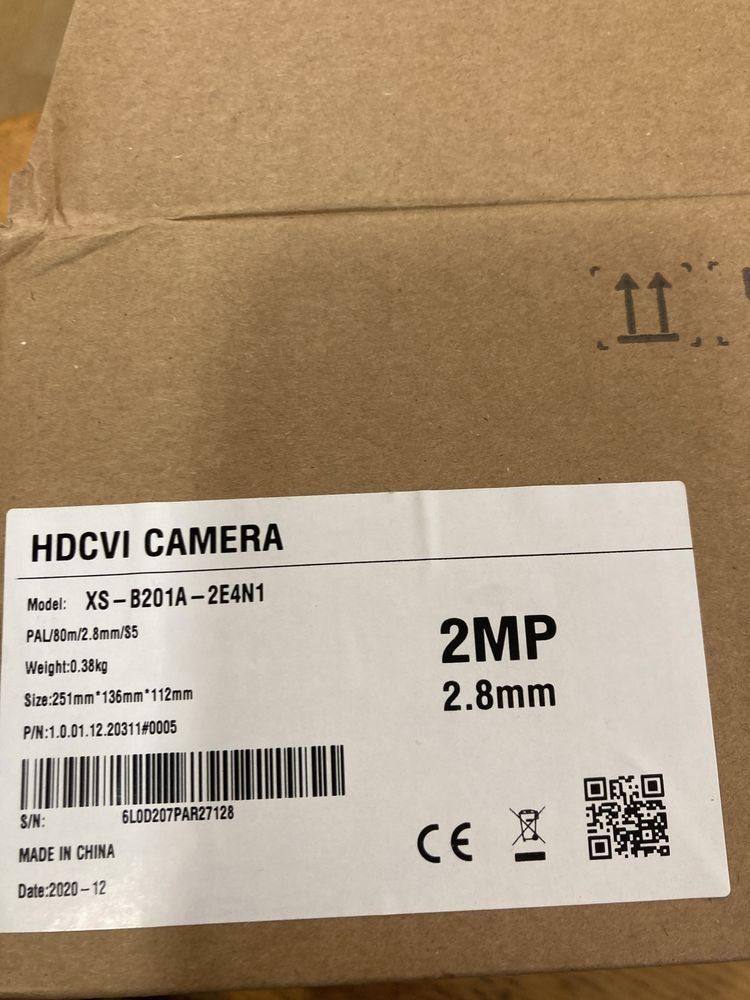 HDCVI CAMERA
Model: XS-B201A-2E4N1
PAL/80m/2.8mm/S5
Weight:0.38kg
Size:251mm*136mm*112mm
P/N:1.0.01.12.20311#0005
2MP
2.8mm
S/N: 6L0D207PAR27128
MADE IN CHINA
Date:2020-12
CE